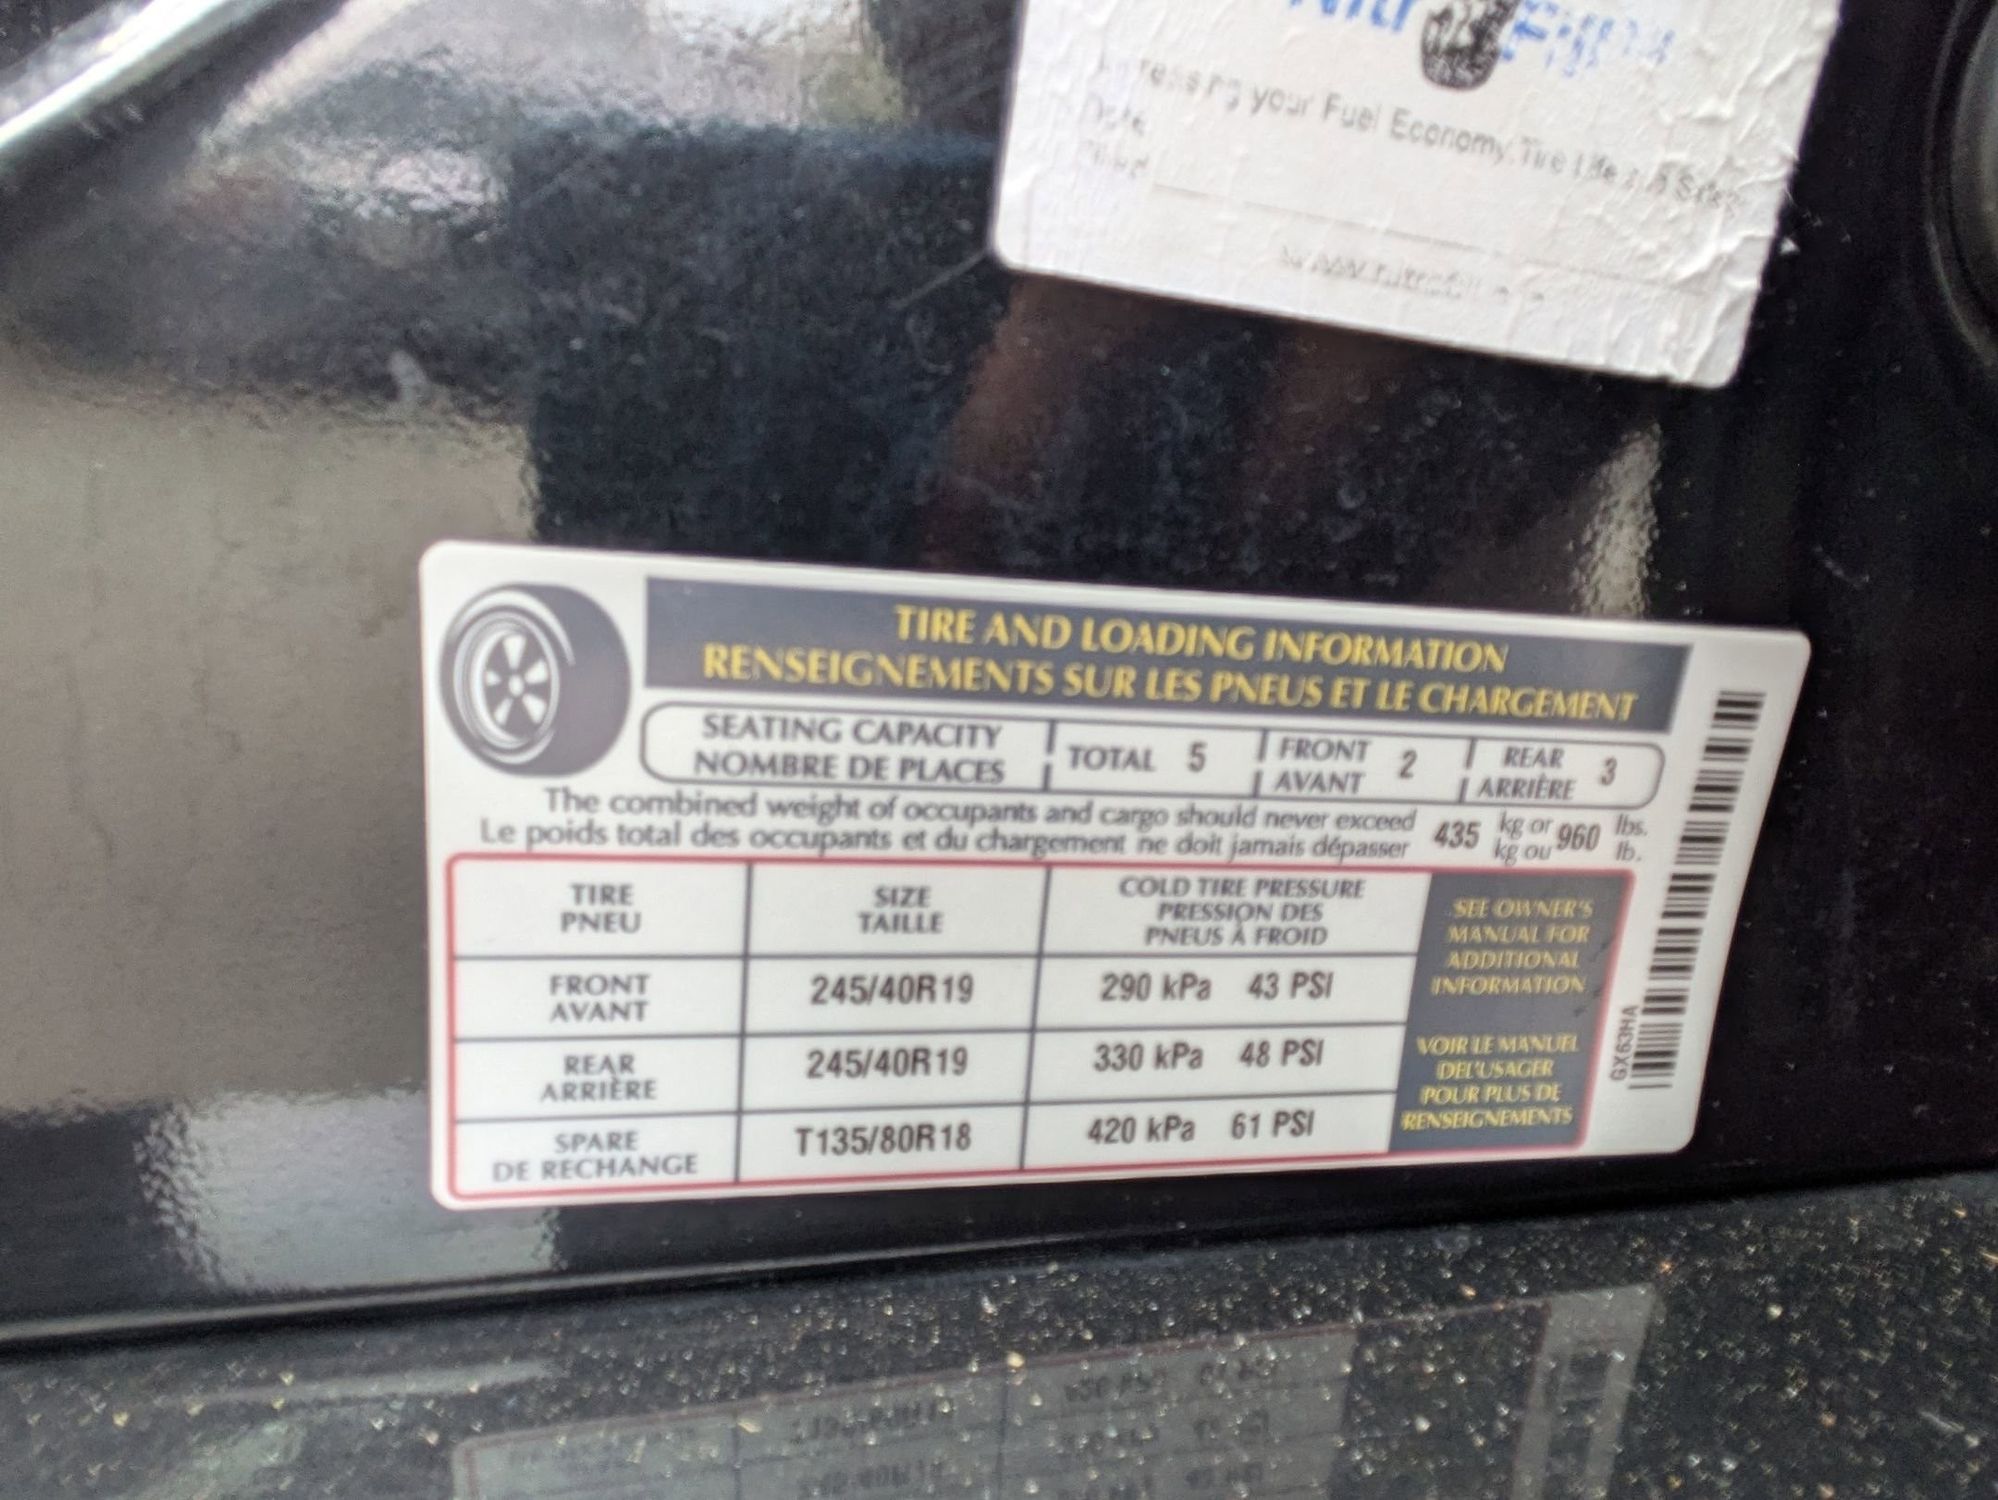 your Fuel Economy, Tire Life
Date
TIRE AND LOADING INFORMATION
RENSEIGNEMENTS SUR LES PNEUS ET LE CHARGEMENT
SEATING CAPACITY
NOMBRE DE PLACES
TOTAL 5
FRONT
AVANT
2
REAR
ARRIÈRE
3
The combined weight of occupants and cargo should never exceed
Le poids total des occupants et du chargement ne doit jamais dépasser
435 kg or 960 lbs.
kg ou lb.
TIRE
PNEU
SIZE
TAILLE
COLD TIRE PRESSURE
PRESSION DES
PNEUS À FROID
FRONT
AVANT
245/40R19
290 kPa 43 PSI
REAR
ARRIÈRE
245/40R19
330 kPa 48 PSI
SPARE
DE RECHANGE
T135/80R18
420 kPa 61 PSI
SEE OWNER'S
MANUAL FOR
ADDITIONAL
INFORMATION
VOIR LE MANUEL
DE L'USAGER
POUR PLUS DE
RENSEIGNEMENTS
GX63HA